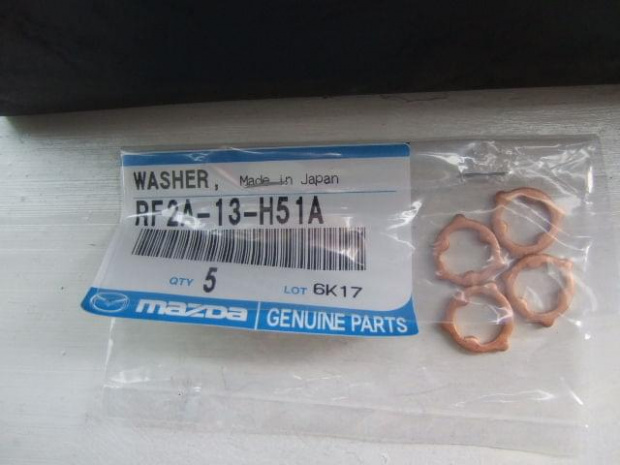 WASHER, Made in Japan
RF2A-13-H51A
QTY 5 LOT 6K17
mazda GENUINE PARTS